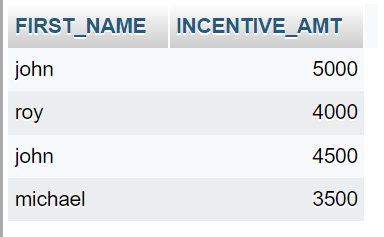 FIRST_NAME INCENTIVE_AMT
john 5000
roy 4000
john 4500
michael 3500